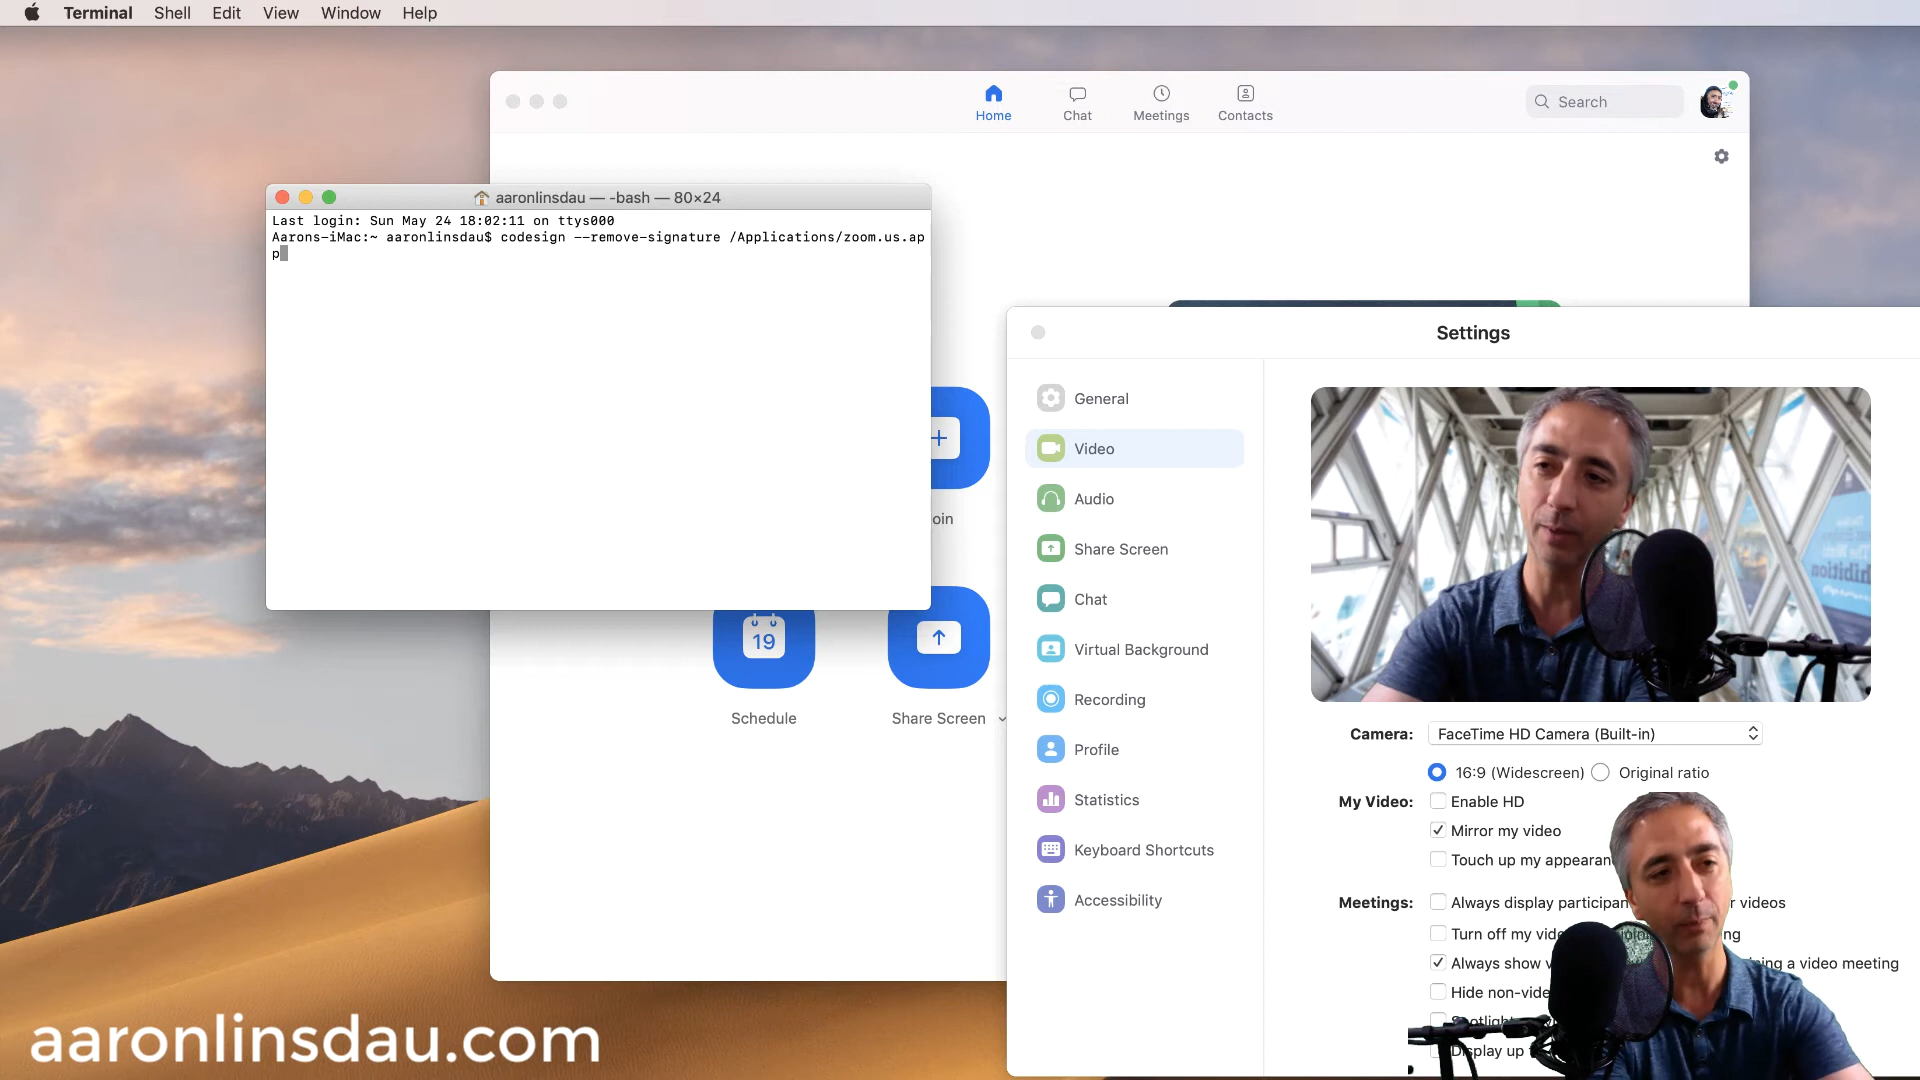 Terminal Shell Edit View Window Help
Home Chat Meetings Contacts
Search
aaronlinsdau — -bash — 80×24
Last login: Sun May 24 18:02:11 on ttys000
Aarons-iMac:~ aaronlinsdau$ codesign --remove-signature /Applications/zoom.us.ap
p
oin
19
Schedule
Share Screen
Settings
General
Video
Audio
Share Screen
Chat
Virtual Background
Recording
Profile
Statistics
Keyboard Shortcuts
Accessibility
Camera: FaceTime HD Camera (Built-in)
16:9 (Widescreen) Original ratio
My Video: Enable HD
Mirror my video
Touch up my appearan
Meetings: Always display participan r videos
Turn off my vide ng
Always show v ing a video meeting
Hide non-vide
Display up
aaronlinsdau.com